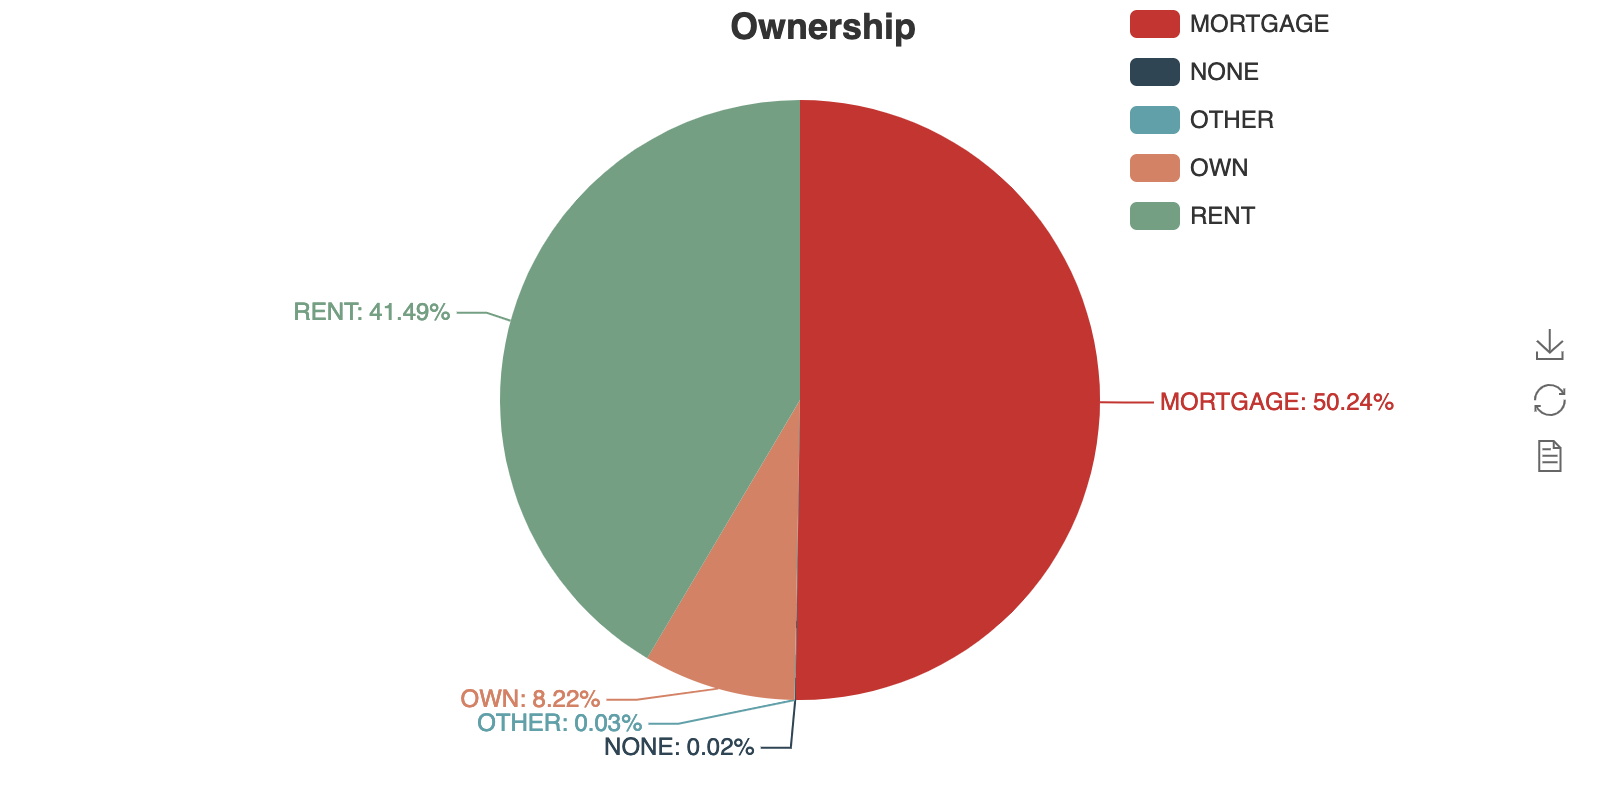 Ownership
MORTGAGE
NONE
OTHER
OWN
RENT
RENT: 41.49%
MORTGAGE: 50.24%
OWN: 8.22%
OTHER: 0.03%
NONE: 0.02%